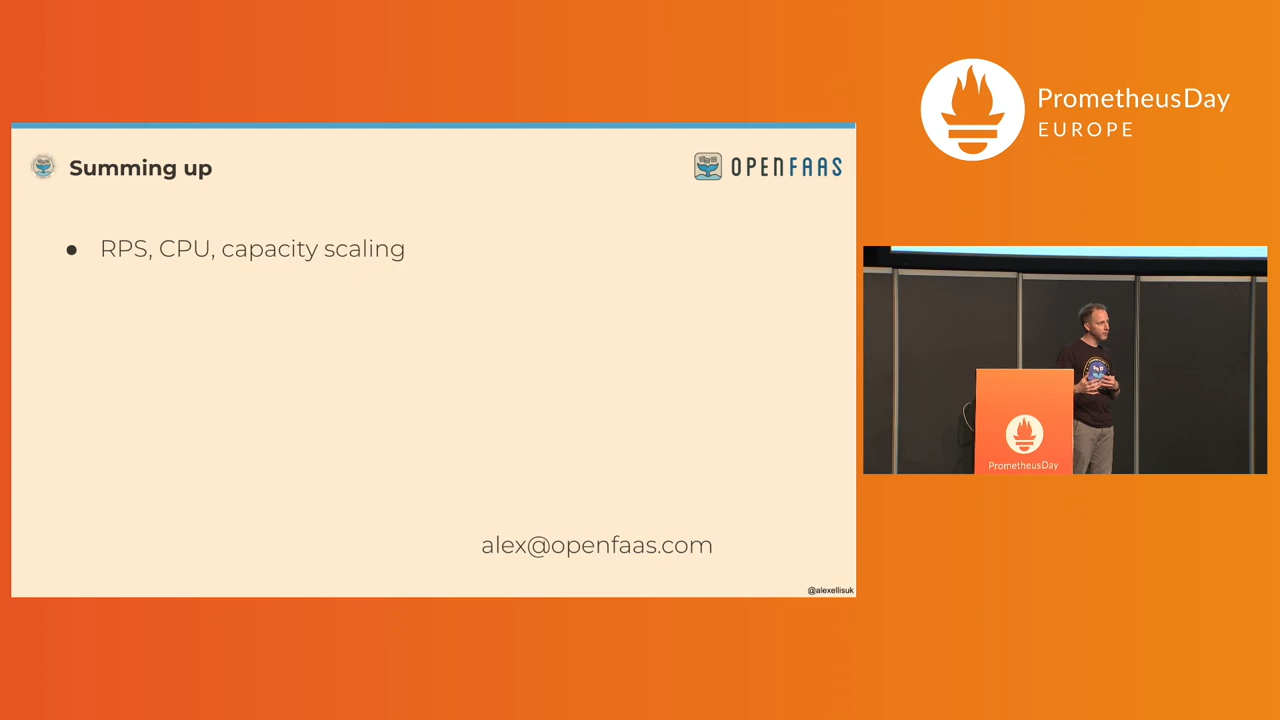 PrometheusDay
EUROPE
Summing up
OPENFAAS
● RPS, CPU, capacity scaling
alex@openfaas.com
@alexellisuk
PrometheusDay